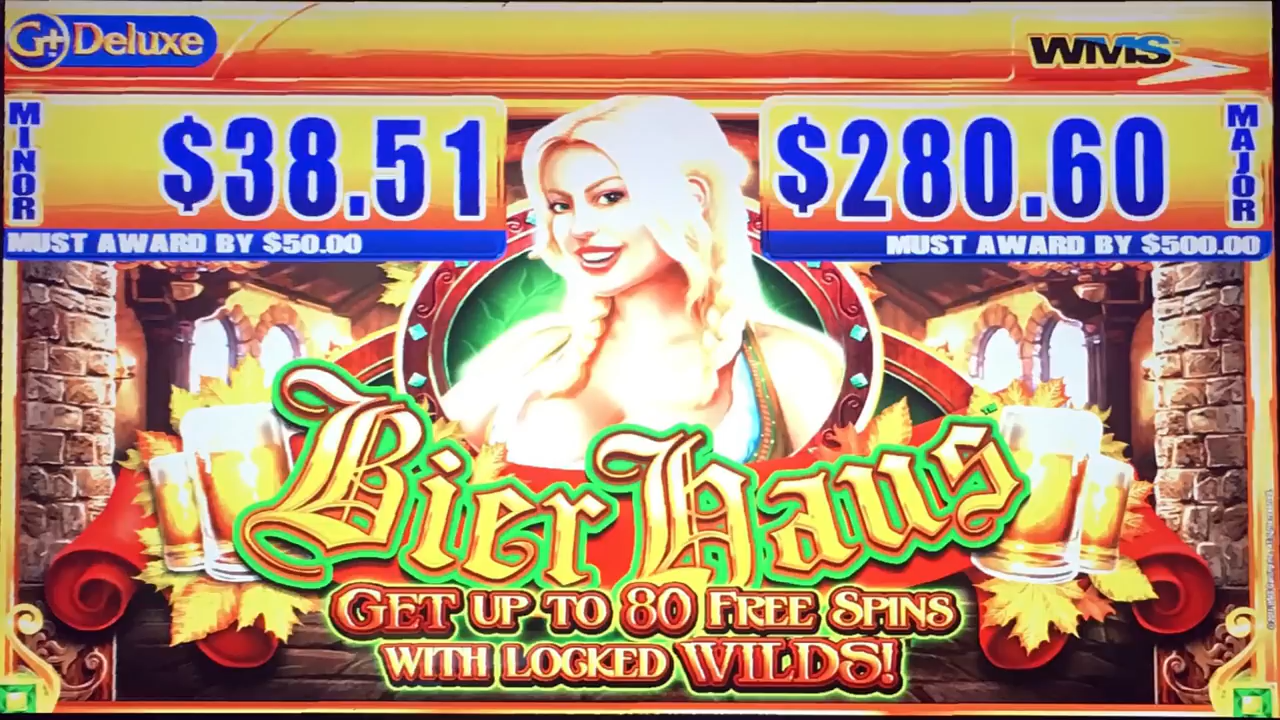 G+ Deluxe
WMS
MINOR
$38.51
MUST AWARD BY $50.00
$280.60
MAJOR
MUST AWARD BY $500.00
Bier Haus™
GET UP TO 80 FREE SPINS
WITH LOCKED WILDS!